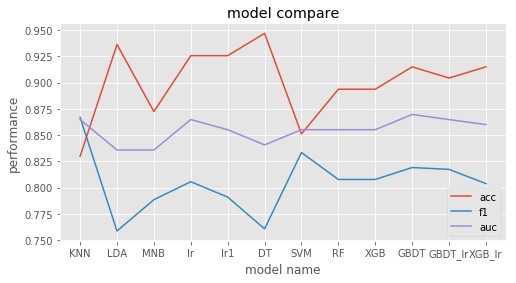 model compare
0.950
0.925
0.900
0.875
0.850
0.825
0.800
0.775
0.750
performance
acc
f1
auc
KNN LDA MNB lr lr1 DT SVM RF XGB GBDT GBDT_lr XGB_lr
model name